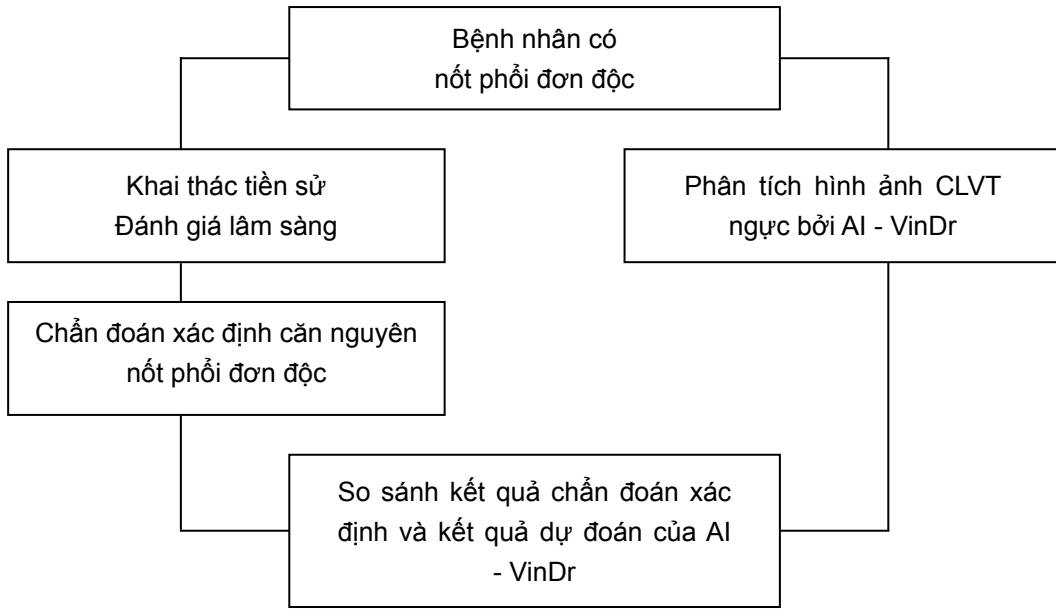 Bệnh nhân có
nốt phổi đơn độc
Khai thác tiền sử
Đánh giá lâm sàng
Phân tích hình ảnh CLVT
ngực bởi AI - VinDr
Chẩn đoán xác định căn nguyên
nốt phổi đơn độc
So sánh kết quả chẩn đoán xác
định và kết quả dự đoán của AI
- VinDr